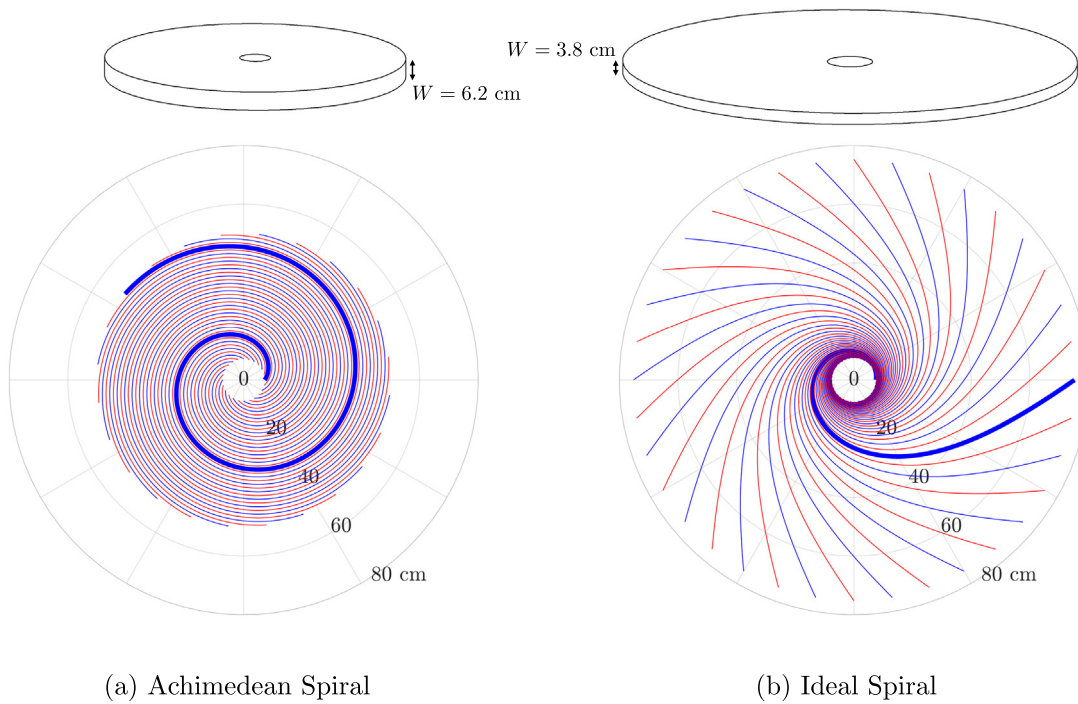 W = 6.2 cm
W = 3.8 cm
0
20
40
60
80 cm
0
20
40
60
80 cm
(a) Achimedean Spiral
(b) Ideal Spiral